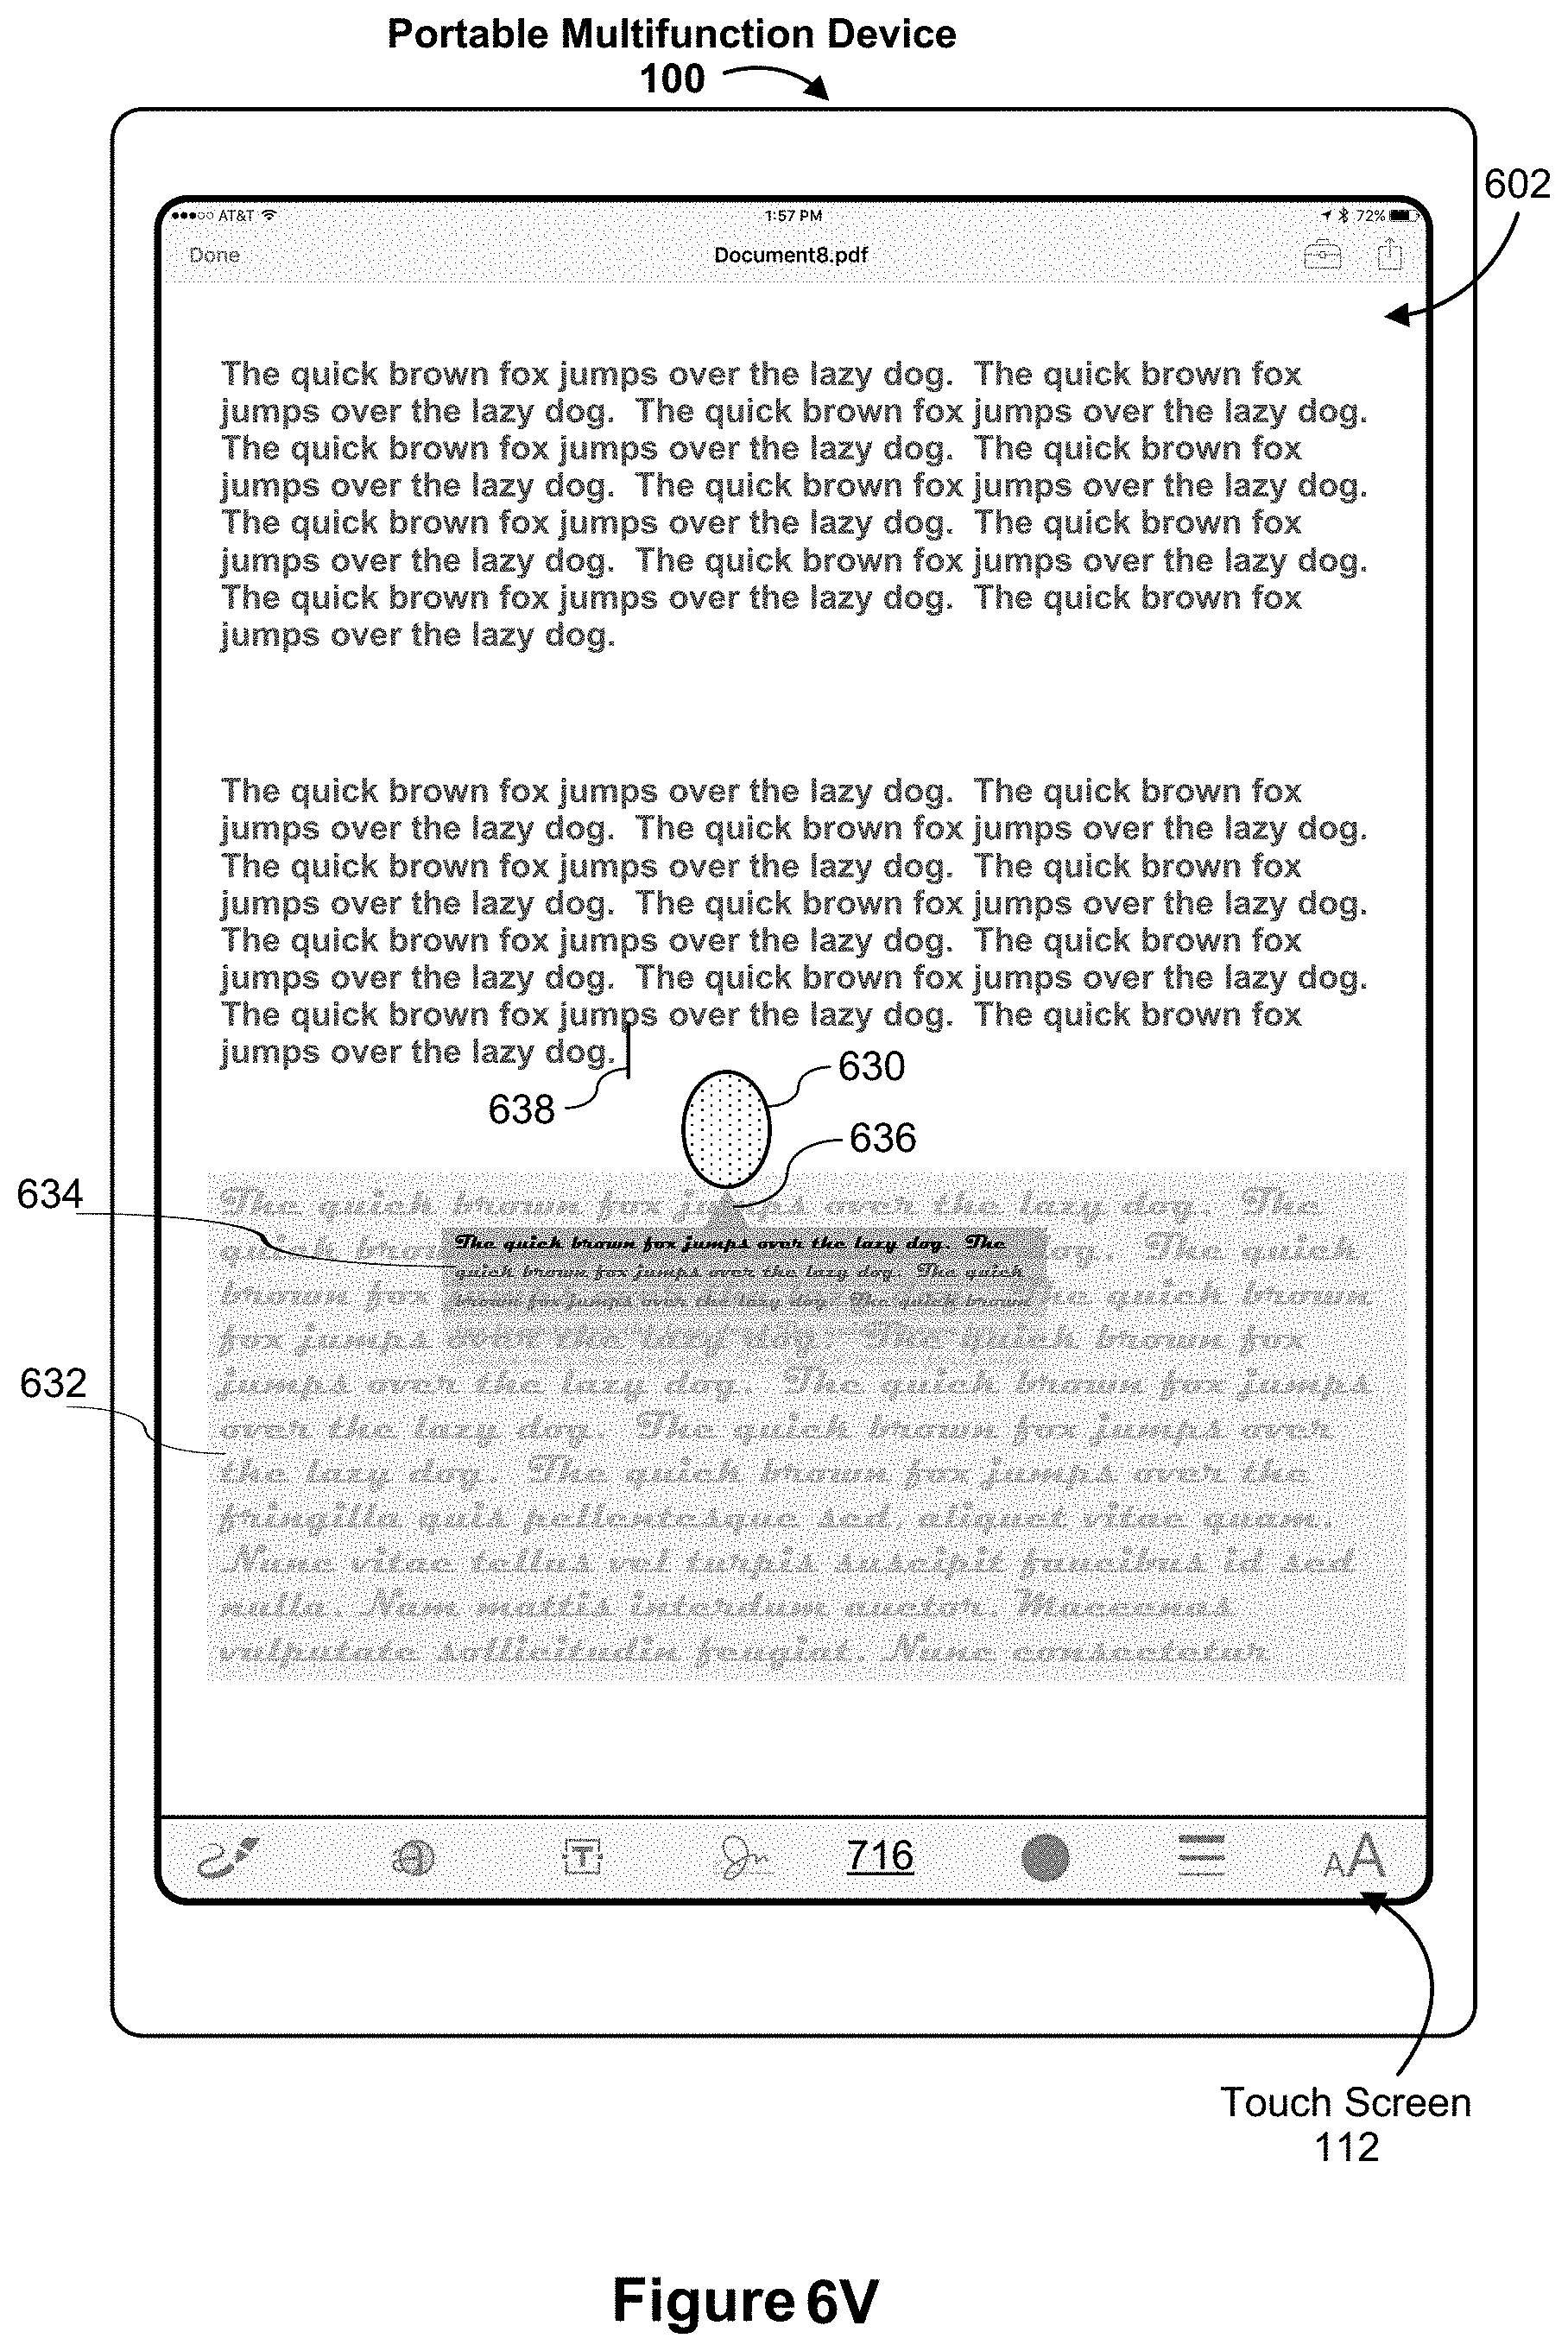 Portable Multifunction Device
100
602
AT&T 1:57 PM 72%
Done Document8.pdf
The quick brown fox jumps over the lazy dog. The quick brown fox
jumps over the lazy dog. The quick brown fox jumps over the lazy dog.
The quick brown fox jumps over the lazy dog. The quick brown fox
jumps over the lazy dog. The quick brown fox jumps over the lazy dog.
The quick brown fox jumps over the lazy dog. The quick brown fox
jumps over the lazy dog. The quick brown fox jumps over the lazy dog.
The quick brown fox jumps over the lazy dog. The quick brown fox
jumps over the lazy dog.
The quick brown fox jumps over the lazy dog. The quick brown fox
jumps over the lazy dog. The quick brown fox jumps over the lazy dog.
The quick brown fox jumps over the lazy dog. The quick brown fox
jumps over the lazy dog. The quick brown fox jumps over the lazy dog.
The quick brown fox jumps over the lazy dog. The quick brown fox
jumps over the lazy dog. The quick brown fox jumps over the lazy dog.
The quick brown fox jumps over the lazy dog. The quick brown fox
jumps over the lazy dog.
630
638
636
634
The quick brown fox jumps over the lazy dog. The
quick The quick
brown fox quick brown
The quick brown fox jumps over the lazy dog. The
quick brown fox jumps over the lazy dog. The quick
brown fox jumps over the lazy dog. The quick brown
fox jumps over the lazy dog. The quick brown fox
632
jumps over the lazy dog. The quick brown fox jumps
over the lazy dog. The quick brown fox jumps over
the lazy dog. The quick brown fox jumps over the
fringilla quis pellentesque sed, aliquet vitae quam.
Nunc vitae tellus vel turpis suscipit faucibus id sed
nulla. Nam mattis interdum auctor. Maecenas
vulputate sollicitudin feugiat. Nunc consectetur
T 716 AA
Touch Screen
112
Figure 6V